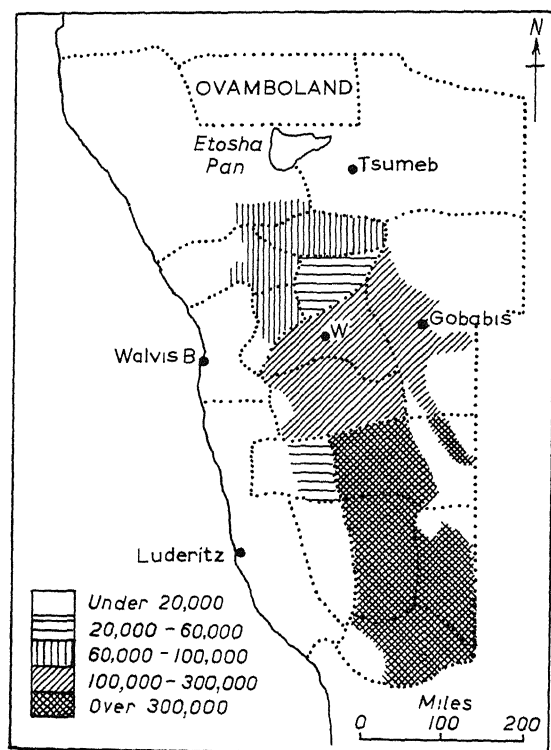 N
OVAMBOLAND
Etosha
Pan
Tsumeb
Gobabis
W
Walvis B
Luderitz
Under 20,000
20,000 - 60,000
60,000 - 100,000
100,000 - 300,000
Over 300,000
Miles
0 100 200